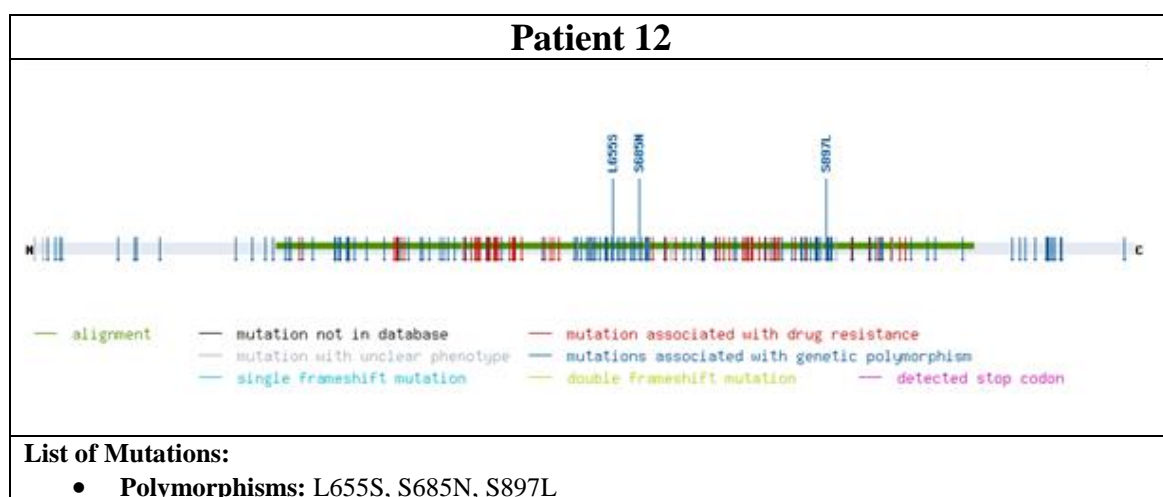 Patient 12
L655S S685N S897L
N C
alignment mutation not in database mutation associated with drug resistance
mutation with unclear phenotype mutations associated with genetic polymorphism
single frameshift mutation double frameshift mutation detected stop codon
List of Mutations:
• Polymorphisms: L655S, S685N, S897L